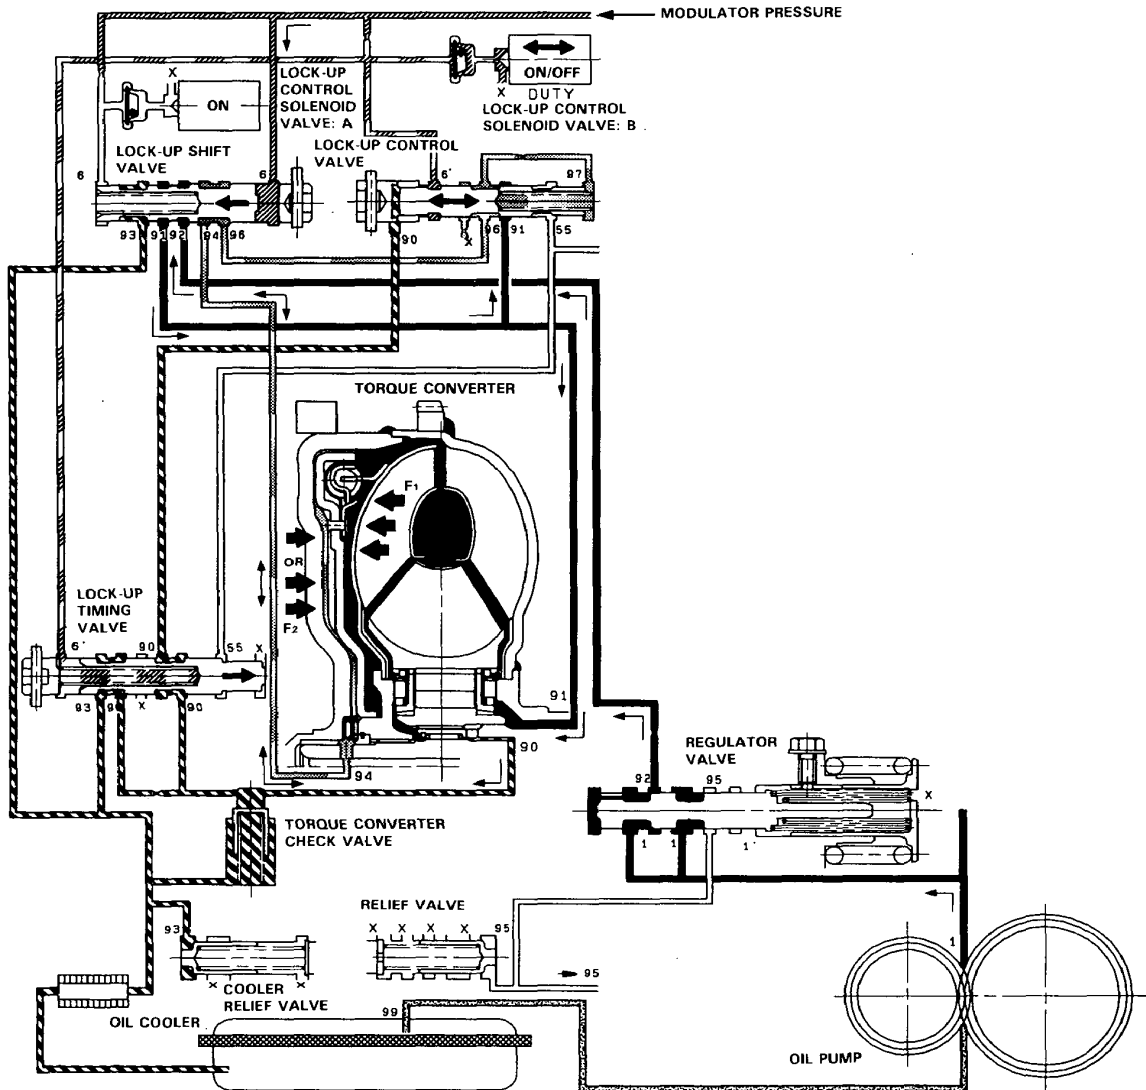 MODULATOR PRESSURE
ON/OFF
DUTY
X
X
LOCK-UP
CONTROL
SOLENOID
VALVE: A
ON
LOCK-UP CONTROL
SOLENOID VALVE: B
LOCK-UP SHIFT
VALVE
LOCK-UP CONTROL
VALVE
6
6
6'
97
93
91
92
94
96
90
X
96
91
55
TORQUE CONVERTER
F1
OR
F2
LOCK-UP
TIMING
VALVE
6'
90
55
X
93
X
90
91
90
94
REGULATOR
VALVE
92
95
X
1
1
1'
TORQUE CONVERTER
CHECK VALVE
RELIEF VALVE
X
X
X
X
95
93
95
1
X
X
COOLER
RELIEF VALVE
99
OIL COOLER
OIL PUMP